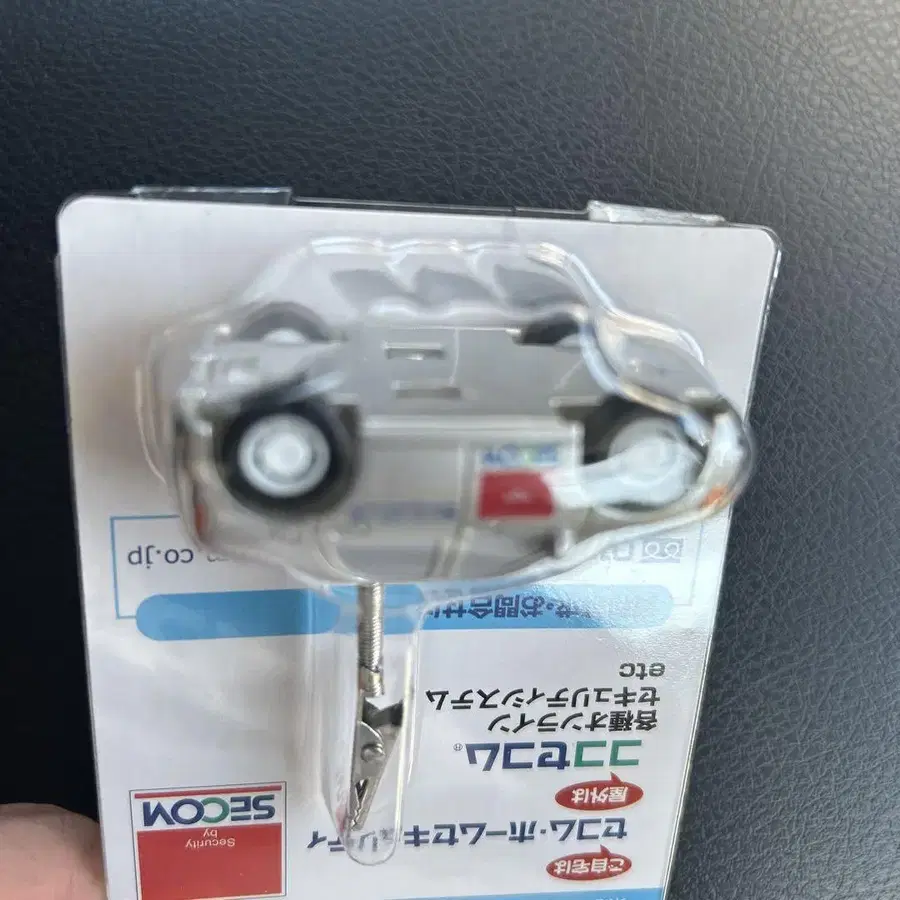 ご自宅は
セコム・ホームセキュリティ
屋外は
ココセコム®
各種オンライン
セキュリティシステム
etc
Security
by
SECOM
お問合せ
co.jp
SECOM